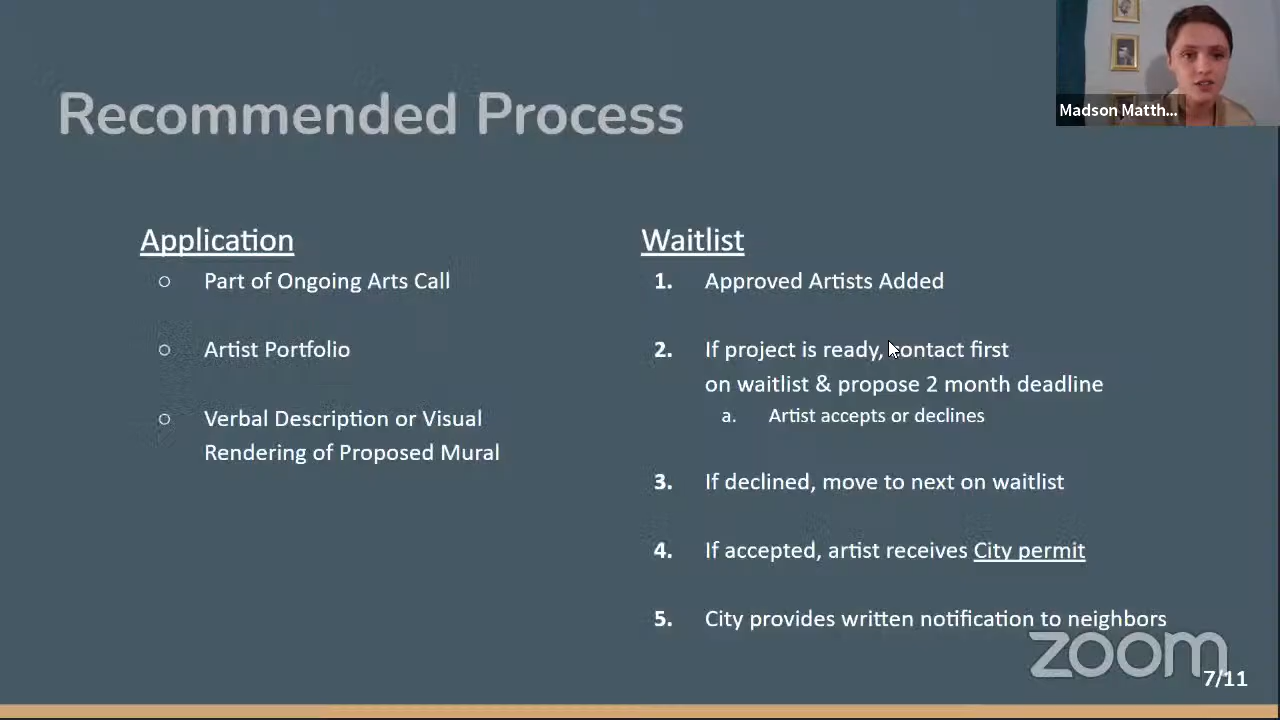 Recommended Process
Madson Matth...
Application
○ Part of Ongoing Arts Call
○ Artist Portfolio
○ Verbal Description or Visual
Rendering of Proposed Mural
Waitlist
1. Approved Artists Added
2. If project is ready, contact first
on waitlist & propose 2 month deadline
a. Artist accepts or declines
3. If declined, move to next on waitlist
4. If accepted, artist receives City permit
5. City provides written notification to neighbors
zoom
7/11